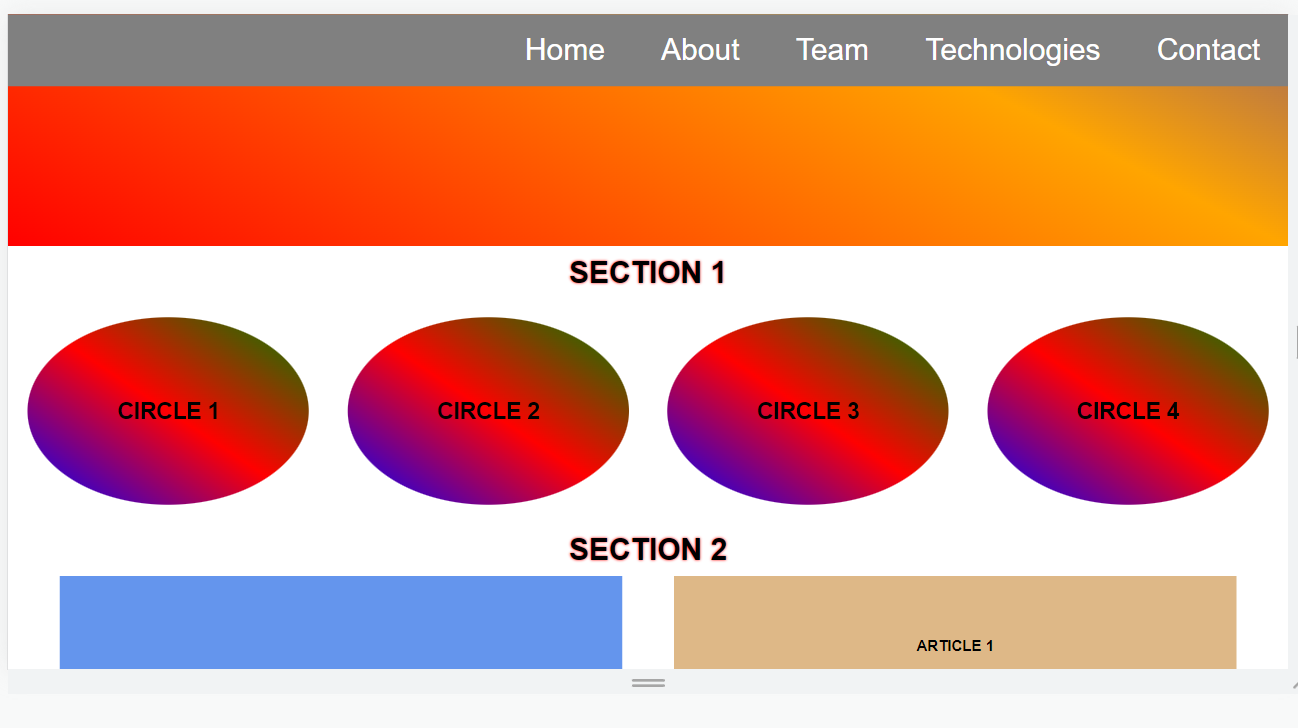 Home About Team Technologies Contact
SECTION 1
CIRCLE 1 CIRCLE 2 CIRCLE 3 CIRCLE 4
SECTION 2
ARTICLE 1